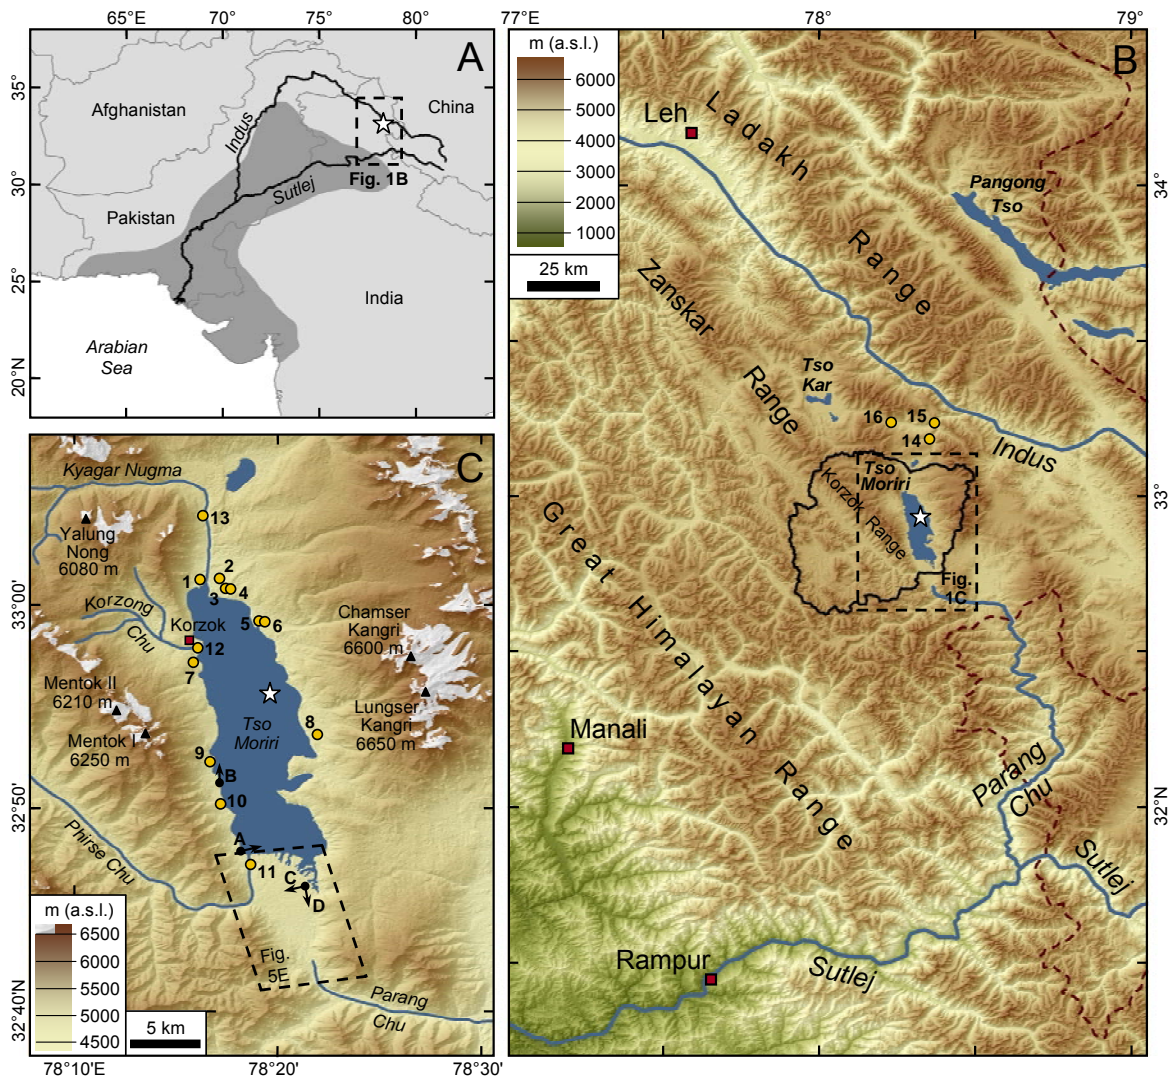 65°E
70°
75°
80°
35°
30°
25°
20°N
A
Afghanistan
China
Indus
Sutlej
Fig. 1B
Pakistan
India
Arabian
Sea
77°E
78°
79°
34°
33°
32°N
B
m (a.s.l.)
6000
5000
4000
3000
2000
1000
25 km
Leh
Ladakh
Range
Pangong
Tso
Zanskar
Range
Tso
Kar
16
15
14
Indus
Tso
Moriri
Korzok Range
Fig.
1C
Great Himalayan Range
Manali
Parang
Chu
Sutlej
Rampur
Sutlej
C
Kyagar Nugma
13
Yalung
Nong
6080 m
1
2
3
4
5
6
33°00'
32°50'
32°40'N
Korzong
Chu
Korzok
12
7
Chamser
Kangri
6600 m
Mentok II
6210 m
Mentok I
6250 m
Lungser
Kangri
6650 m
Tso
Moriri
8
9
B
10
A
11
C
D
Phirse Chu
Fig.
5E
Parang
Chu
m (a.s.l.)
6500
6000
5500
5000
4500
5 km
78°10'E
78°20'
78°30'